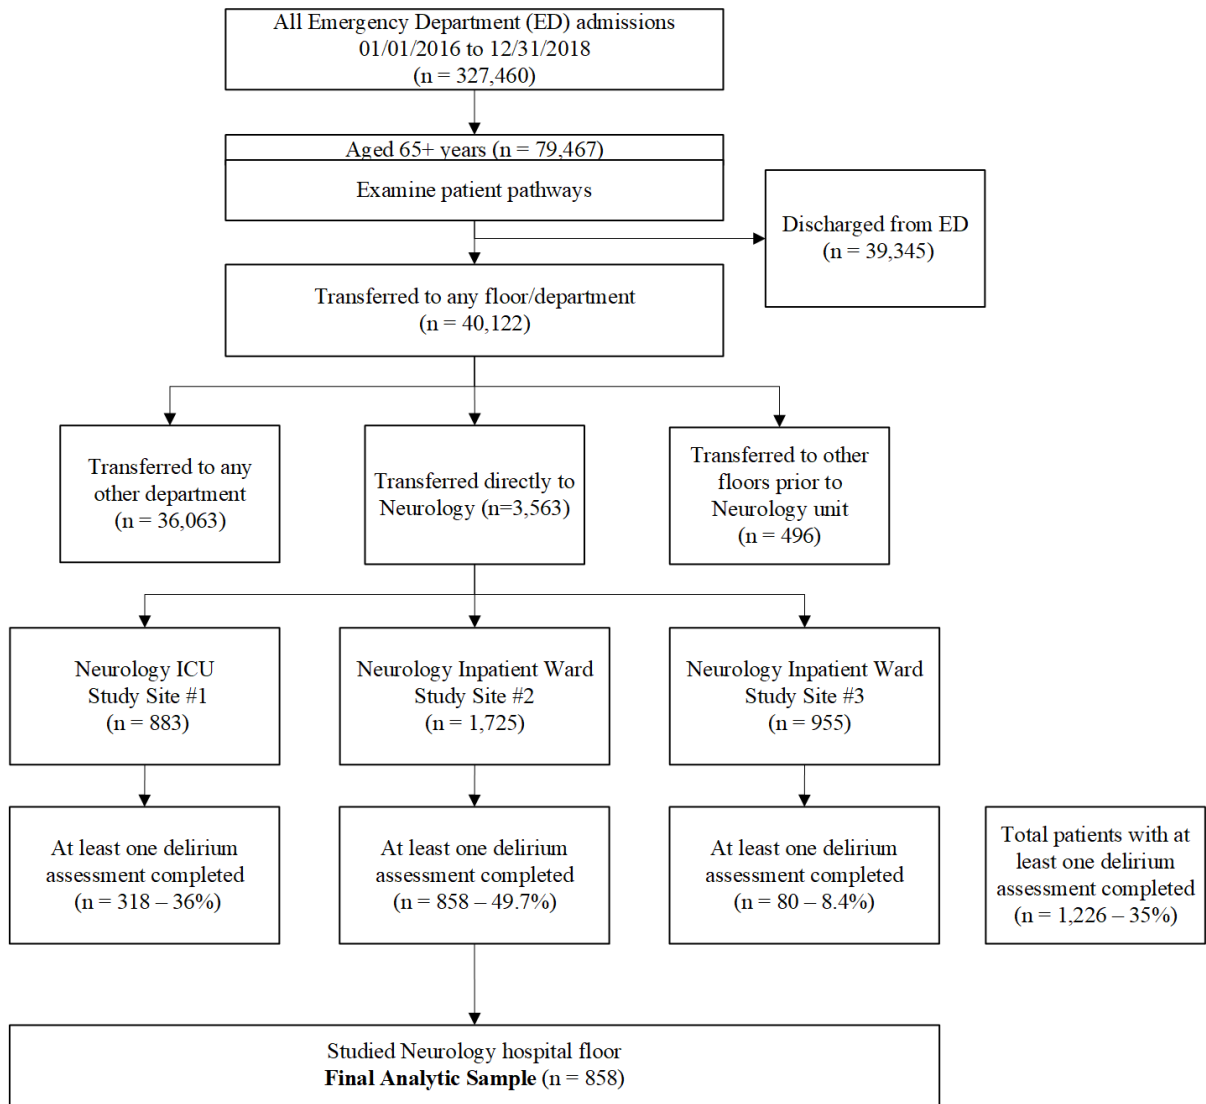 All Emergency Department (ED) admissions
01/01/2016 to 12/31/2018
(n = 327,460)
Aged 65+ years (n = 79,467)
Examine patient pathways
Discharged from ED
(n = 39,345)
Transferred to any floor/department
(n = 40,122)
Transferred to any
other department
(n = 36,063)
Transferred directly to
Neurology (n=3,563)
Transferred to other
floors prior to
Neurology unit
(n = 496)
Neurology ICU
Study Site #1
(n = 883)
Neurology Inpatient Ward
Study Site #2
(n = 1,725)
Neurology Inpatient Ward
Study Site #3
(n = 955)
At least one delirium
assessment completed
(n = 318 – 36%)
At least one delirium
assessment completed
(n = 858 – 49.7%)
At least one delirium
assessment completed
(n = 80 – 8.4%)
Total patients with at
least one delirium
assessment completed
(n = 1,226 – 35%)
Studied Neurology hospital floor
Final Analytic Sample (n = 858)